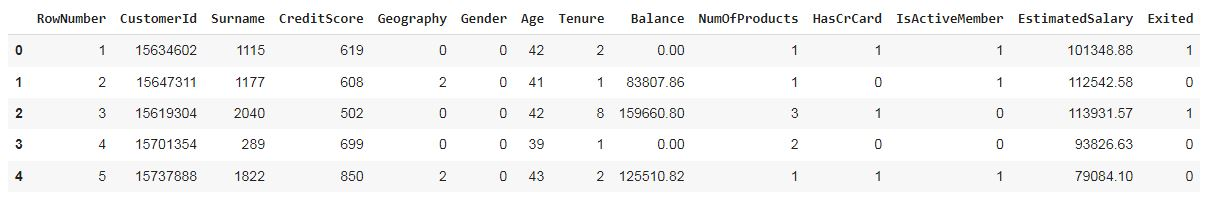 RowNumber CustomerId Surname CreditScore Geography Gender Age Tenure Balance NumOfProducts HasCrCard IsActiveMember EstimatedSalary Exited
0 1 15634602 1115 619 0 0 42 2 0.00 1 1 1 101348.88 1
1 2 15647311 1177 608 2 0 41 1 83807.86 1 0 1 112542.58 0
2 3 15619304 2040 502 0 0 42 8 159660.80 3 1 0 113931.57 1
3 4 15701354 289 699 0 0 39 1 0.00 2 0 0 93826.63 0
4 5 15737888 1822 850 2 0 43 2 125510.82 1 1 1 79084.10 0